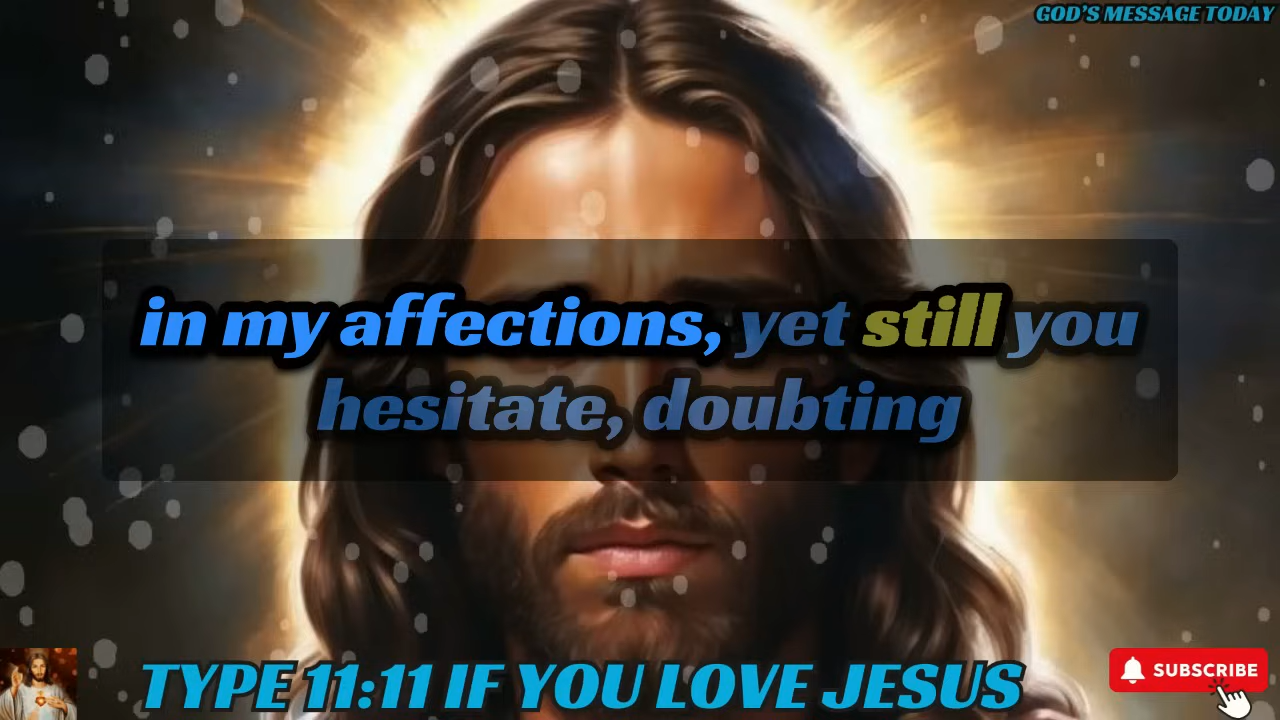 GOD'S MESSAGE TODAY
in my affections, yet still you
hesitate, doubting
TYPE 11:11 IF YOU LOVE JESUS
SUBSCRIBE